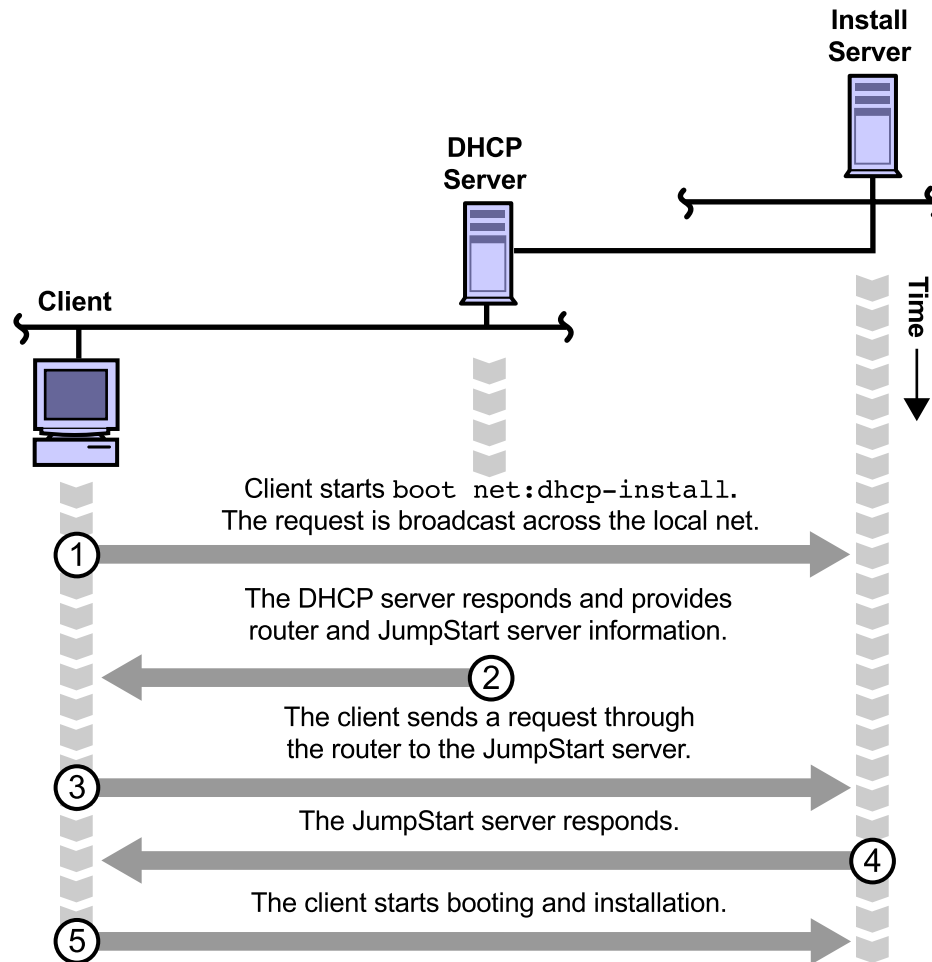 Install
Server
DHCP
Server
Client
Time
Client starts boot net:dhcp-install.
The request is broadcast across the local net.
1
The DHCP server responds and provides
router and JumpStart server information.
2
The client sends a request through
the router to the JumpStart server.
3
The JumpStart server responds.
4
The client starts booting and installation.
5